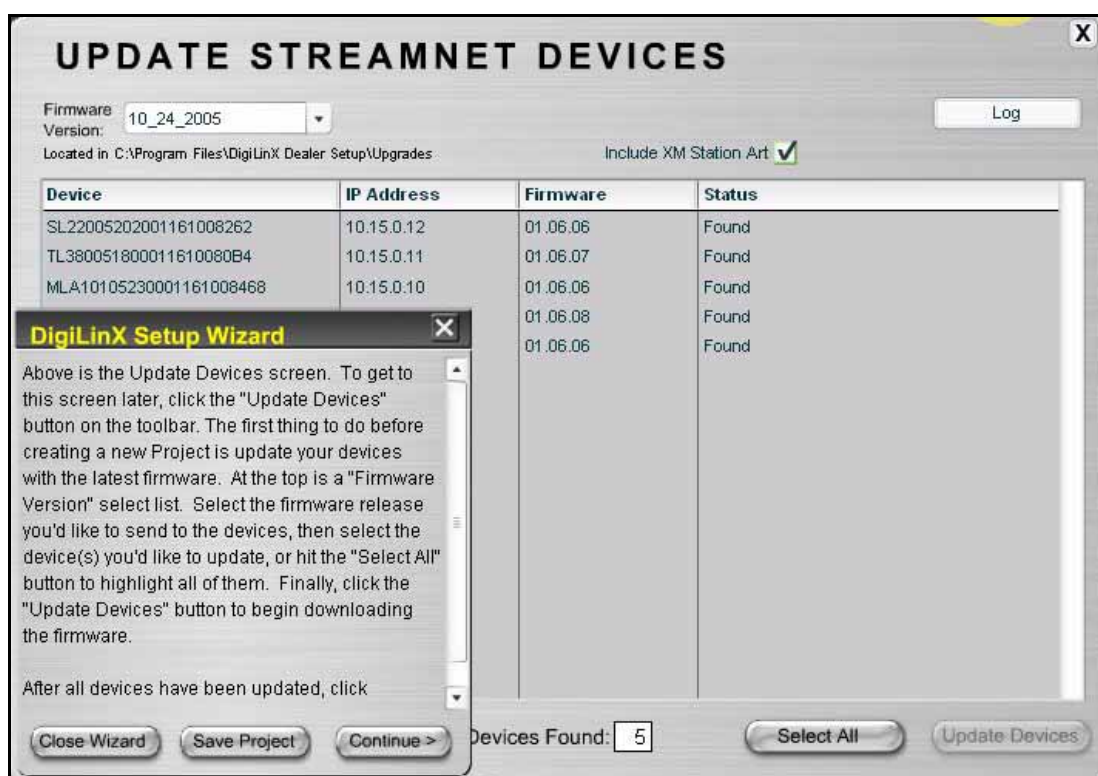 UPDATE STREAMNET DEVICES
X
Firmware Version: 10_24_2005
Log
Located in C:\Program Files\DigiLinX Dealer Setup\Upgrades
Include XM Station Art
Device IP Address Firmware Status
SL22005202001161008262 10.15.0.12 01.06.06 Found
TL380051800011610080B4 10.15.0.11 01.06.07 Found
MLA10105230001161008468 10.15.0.10 01.06.06 Found
01.06.08 Found
01.06.06 Found
DigiLinX Setup Wizard
Above is the Update Devices screen. To get to
this screen later, click the "Update Devices"
button on the toolbar. The first thing to do before
creating a new Project is update your devices
with the latest firmware. At the top is a "Firmware
Version" select list. Select the firmware release
you'd like to send to the devices, then select the
device(s) you'd like to update, or hit the "Select All"
button to highlight all of them. Finally, click the
"Update Devices" button to begin downloading
the firmware.
After all devices have been updated, click
Close Wizard Save Project Continue >
Devices Found: 5 Select All Update Devices